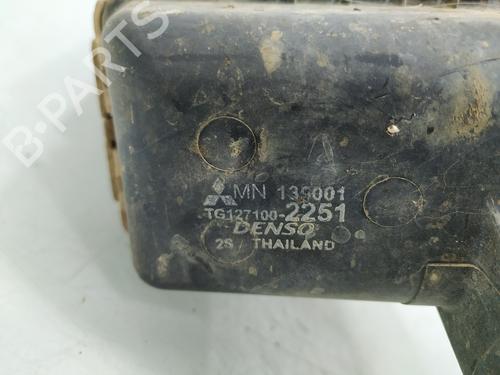 B-PARTS
MN 135001
TG127100-2251
DENSO
2S / THAILAND